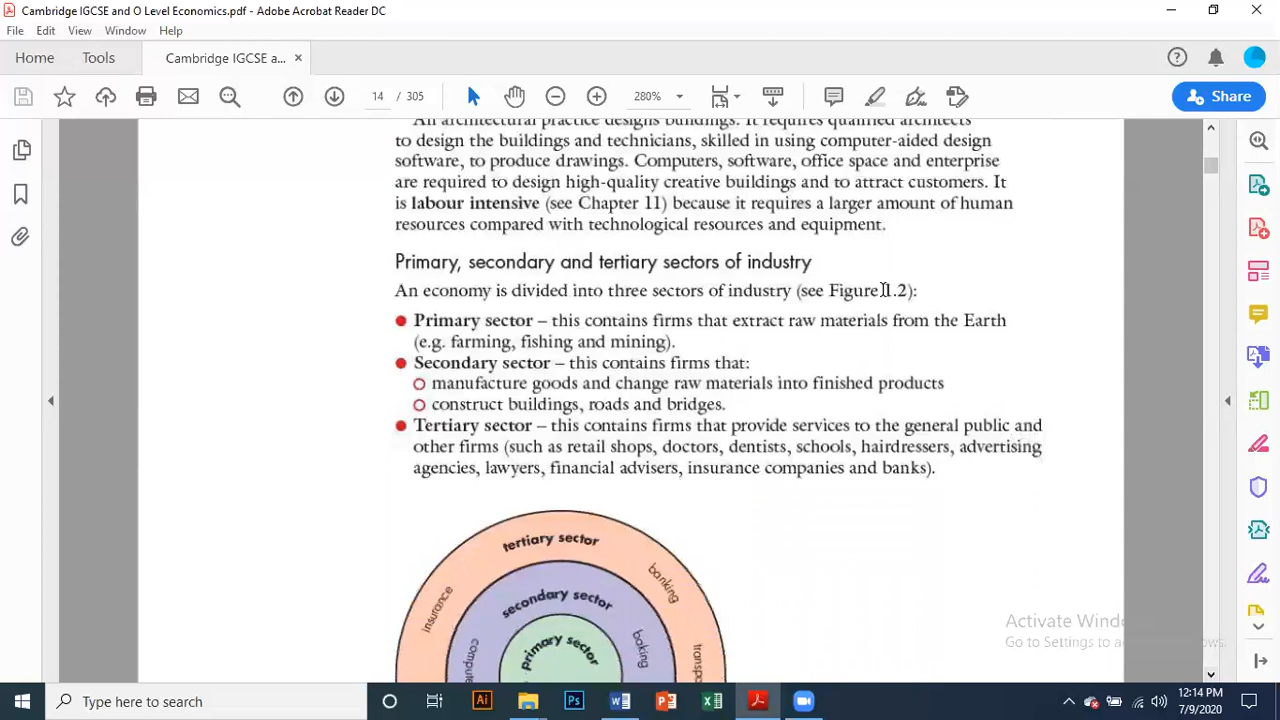 Cambridge IGCSE and O Level Economics.pdf - Adobe Acrobat Reader DC
File Edit View Window Help
Home Tools Cambridge IGCSE a... ×
14 / 305 280% Share
An architectural practice designs buildings. It requires qualified architects
to design the buildings and technicians, skilled in using computer-aided design
software, to produce drawings. Computers, software, office space and enterprise
are required to design high-quality creative buildings and to attract customers. It
is labour intensive (see Chapter 11) because it requires a larger amount of human
resources compared with technological resources and equipment.
Primary, secondary and tertiary sectors of industry
An economy is divided into three sectors of industry (see Figure 1.2):
Primary sector – this contains firms that extract raw materials from the Earth
(e.g. farming, fishing and mining).
Secondary sector – this contains firms that:
manufacture goods and change raw materials into finished products
construct buildings, roads and bridges.
Tertiary sector – this contains firms that provide services to the general public and
other firms (such as retail shops, doctors, dentists, schools, hairdressers, advertising
agencies, lawyers, financial advisers, insurance companies and banks).
tertiary sector
banking
insurance
secondary sector
baking
primary sector
Go to Settings to a
Type here to search
12:14 PM
7/9/2020